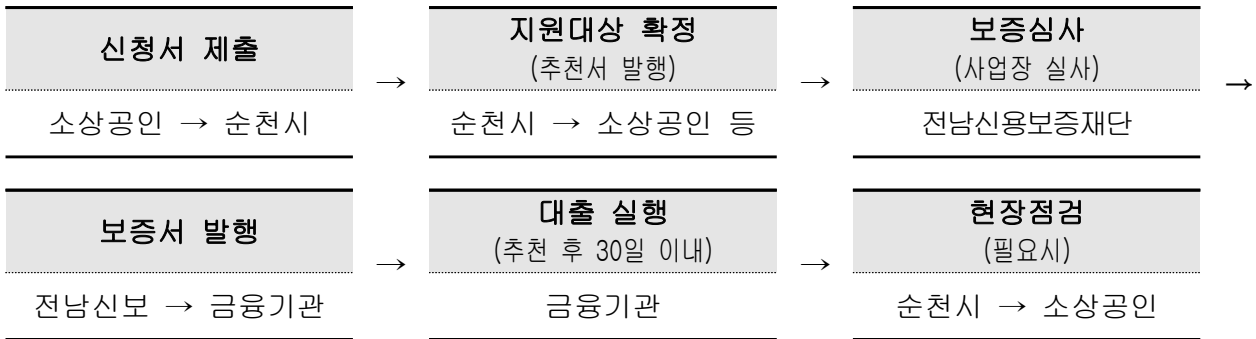 신청서 제출
소상공인 → 순천시
→
지원대상 확정
(추천서 발행)
순천시 → 소상공인 등
→
보증심사
(사업장 실사)
전남신용보증재단
→
보증서 발행
전남신보 → 금융기관
→
대출 실행
(추천 후 30일 이내)
금융기관
→
현장점검
(필요시)
순천시 → 소상공인